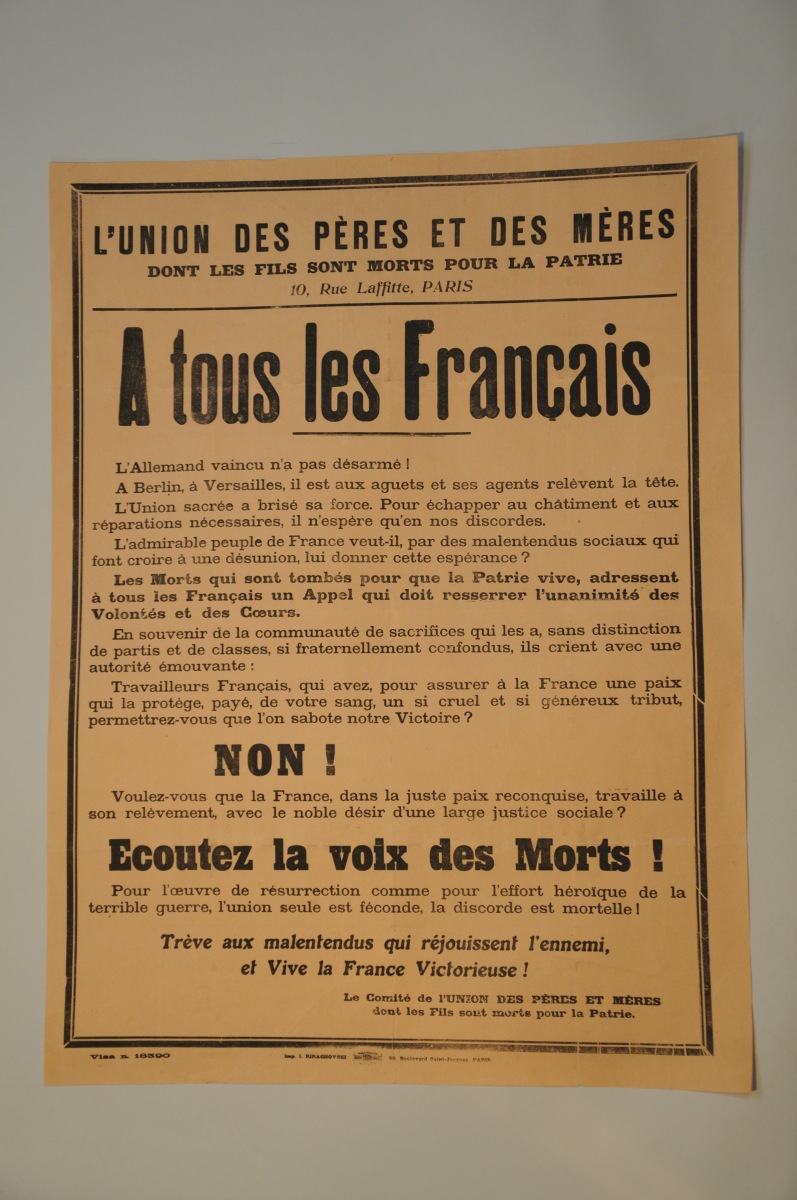 L'UNION DES PÈRES ET DES MÈRES
DONT LES FILS SONT MORTS POUR LA PATRIE
10, Rue Laffitte, PARIS
A tous les Français
L'Allemand vaincu n'a pas désarmé !
A Berlin, à Versailles, il est aux aguets et ses agents relèvent la tête.
L'Union sacrée a brisé sa force. Pour échapper au châtiment et aux
réparations nécessaires, il n'espère qu'en nos discordes.
L'admirable peuple de France veut-il, par des malentendus sociaux qui
font croire à une désunion, lui donner cette espérance ?
Les Morts qui sont tombés pour que la Patrie vive, adressent
à tous les Français un Appel qui doit resserrer l'unanimité des
Volontés et des Cœurs.
En souvenir de la communauté de sacrifices qui les a, sans distinction
de partis et de classes, si fraternellement confondus, ils crient avec une
autorité émouvante :
Travailleurs Français, qui avez, pour assurer à la France une paix
qui la protège, payé, de votre sang, un si cruel et si généreux tribut,
permettrez-vous que l'on sabote notre Victoire ?
NON !
Voulez-vous que la France, dans la juste paix reconquise, travaille à
son relèvement, avec le noble désir d'une large justice sociale ?
Ecoutez la voix des Morts !
Pour l'œuvre de résurrection comme pour l'effort héroïque de la
terrible guerre, l'union seule est féconde, la discorde est mortelle !
Trêve aux malentendus qui réjouissent l'ennemi,
et Vive la France Victorieuse !
Le Comité de l'UNION DES PÈRES ET MÈRES
dont les Fils sont morts pour la Patrie.
Visa n. 16590
Imp. I. Boulevard Saint-Jacques, PARIS